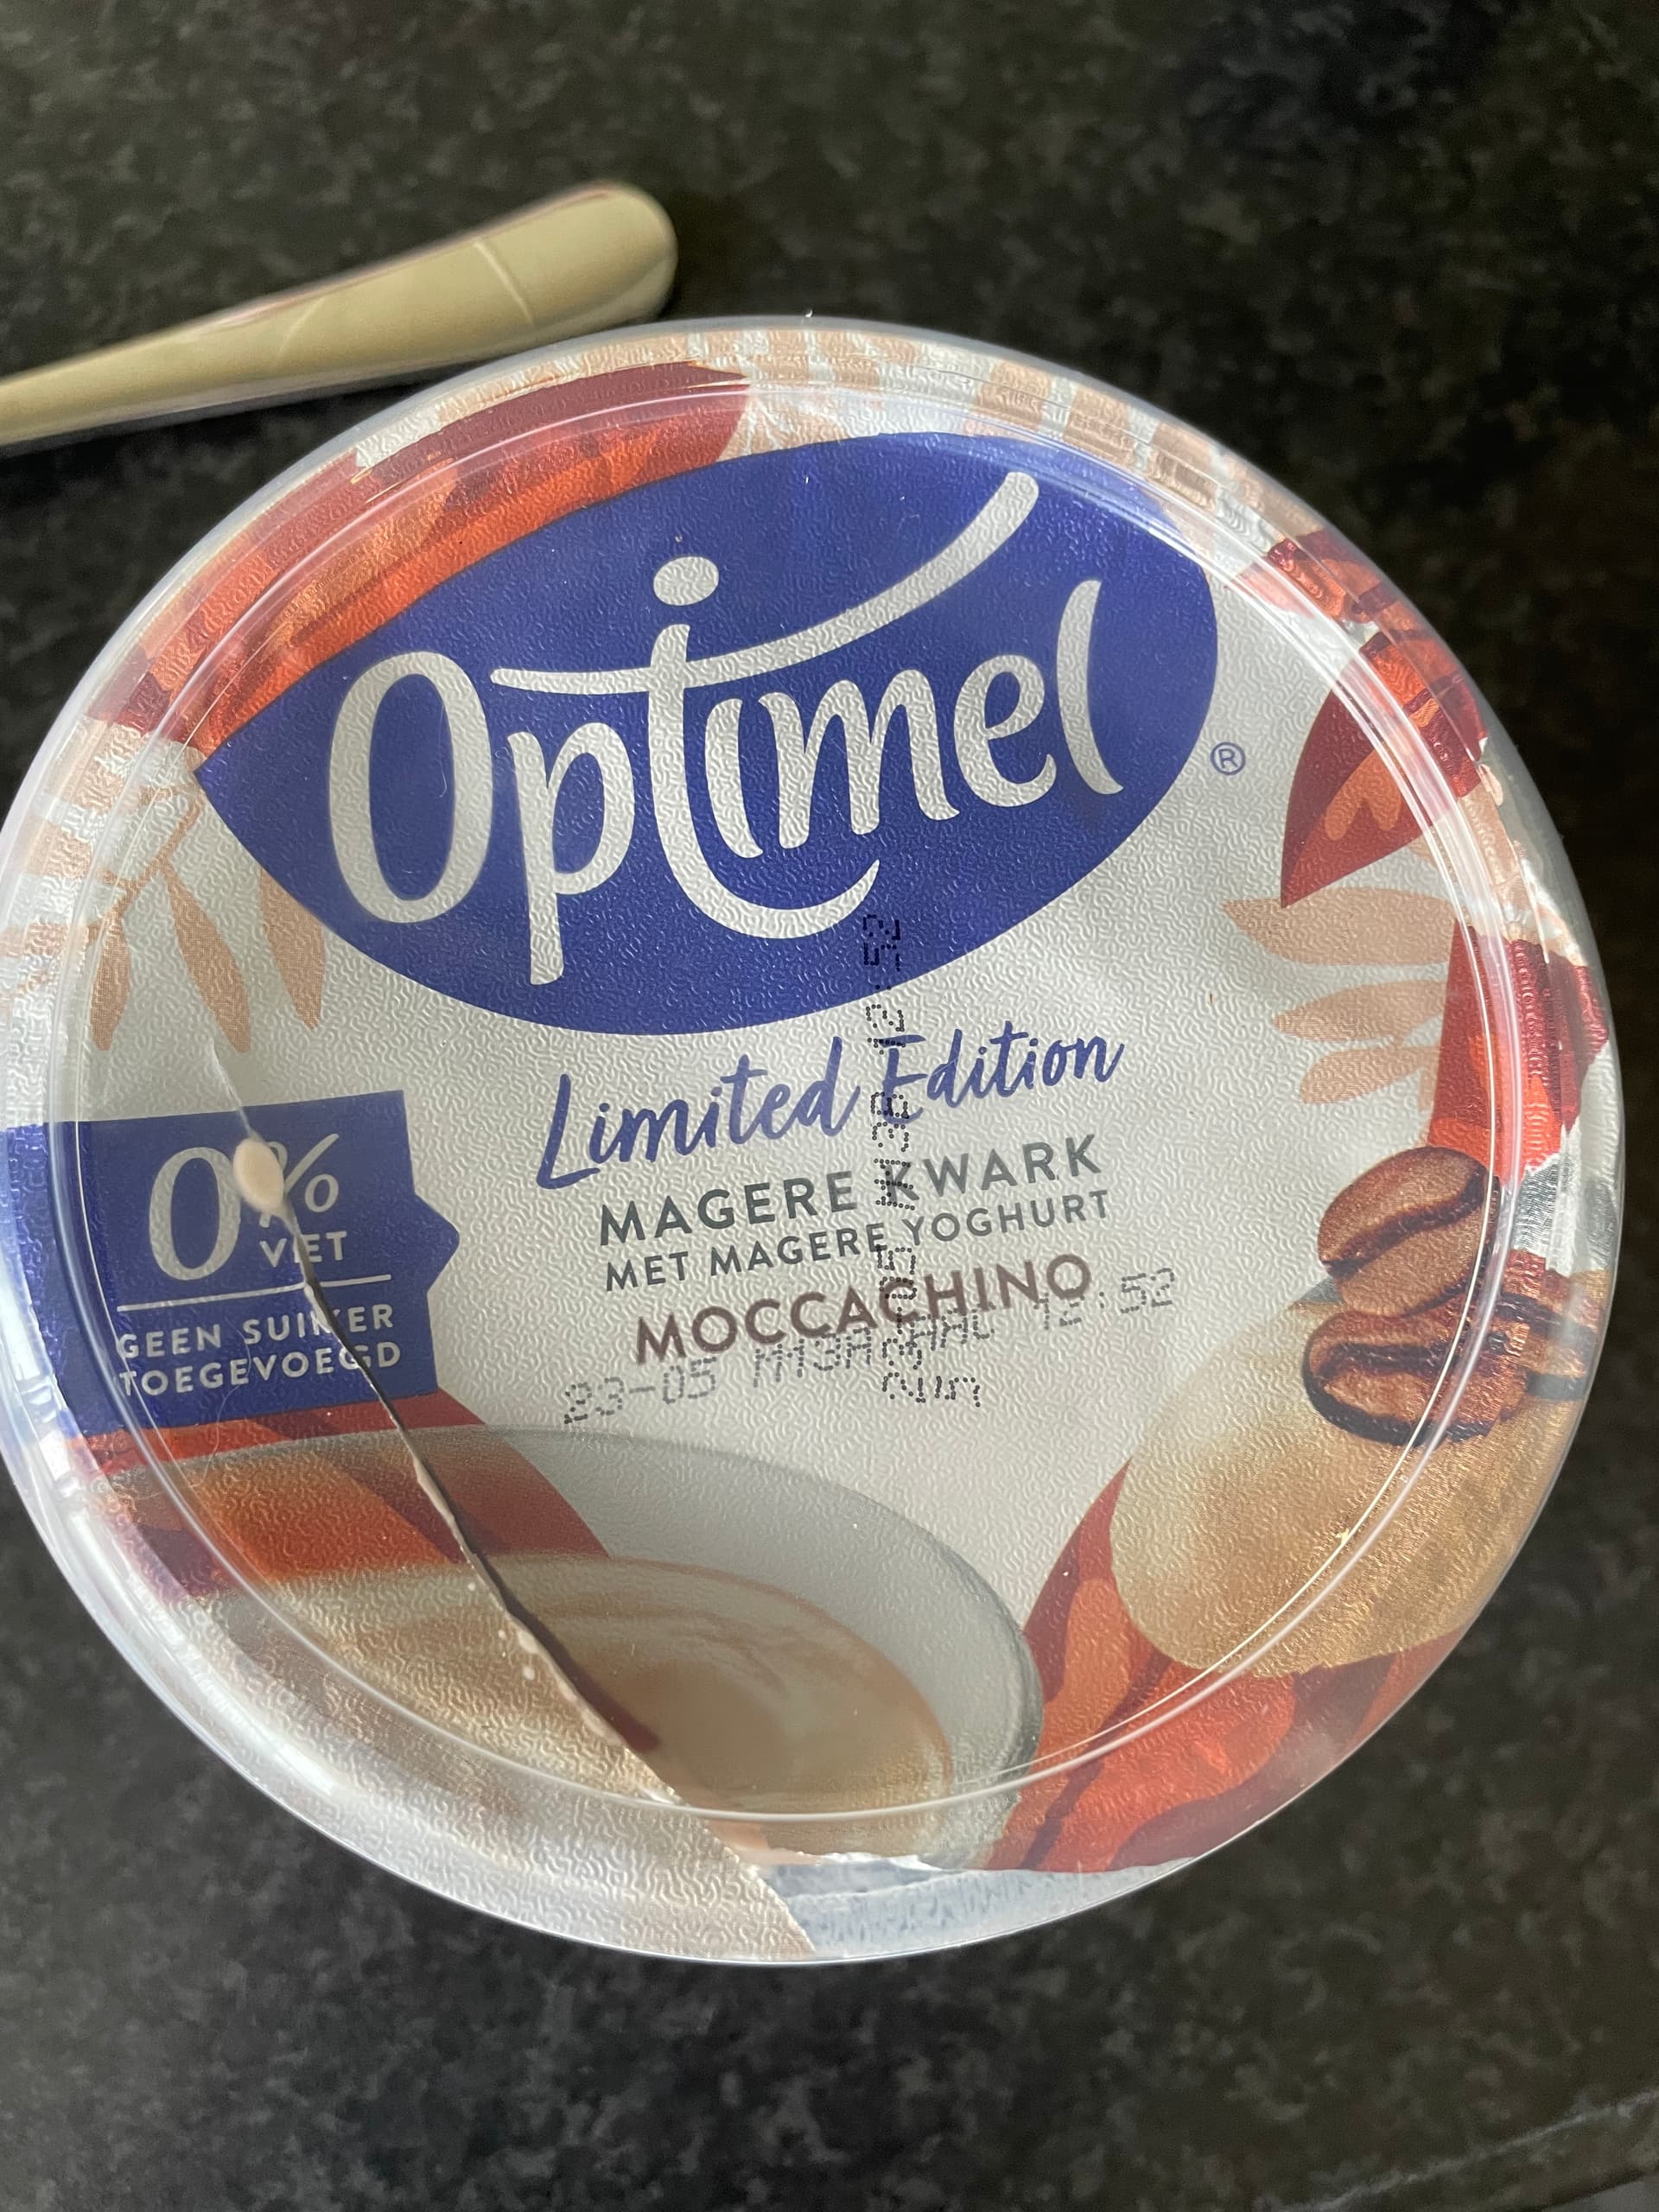 Optimel
®
Limited Edition
MAGERE KWARK
MET MAGERE YOGHURT
MOCCACHINO
23-05 12:52
0%
VET
GEEN SUIKER
TOEGEVOEGD